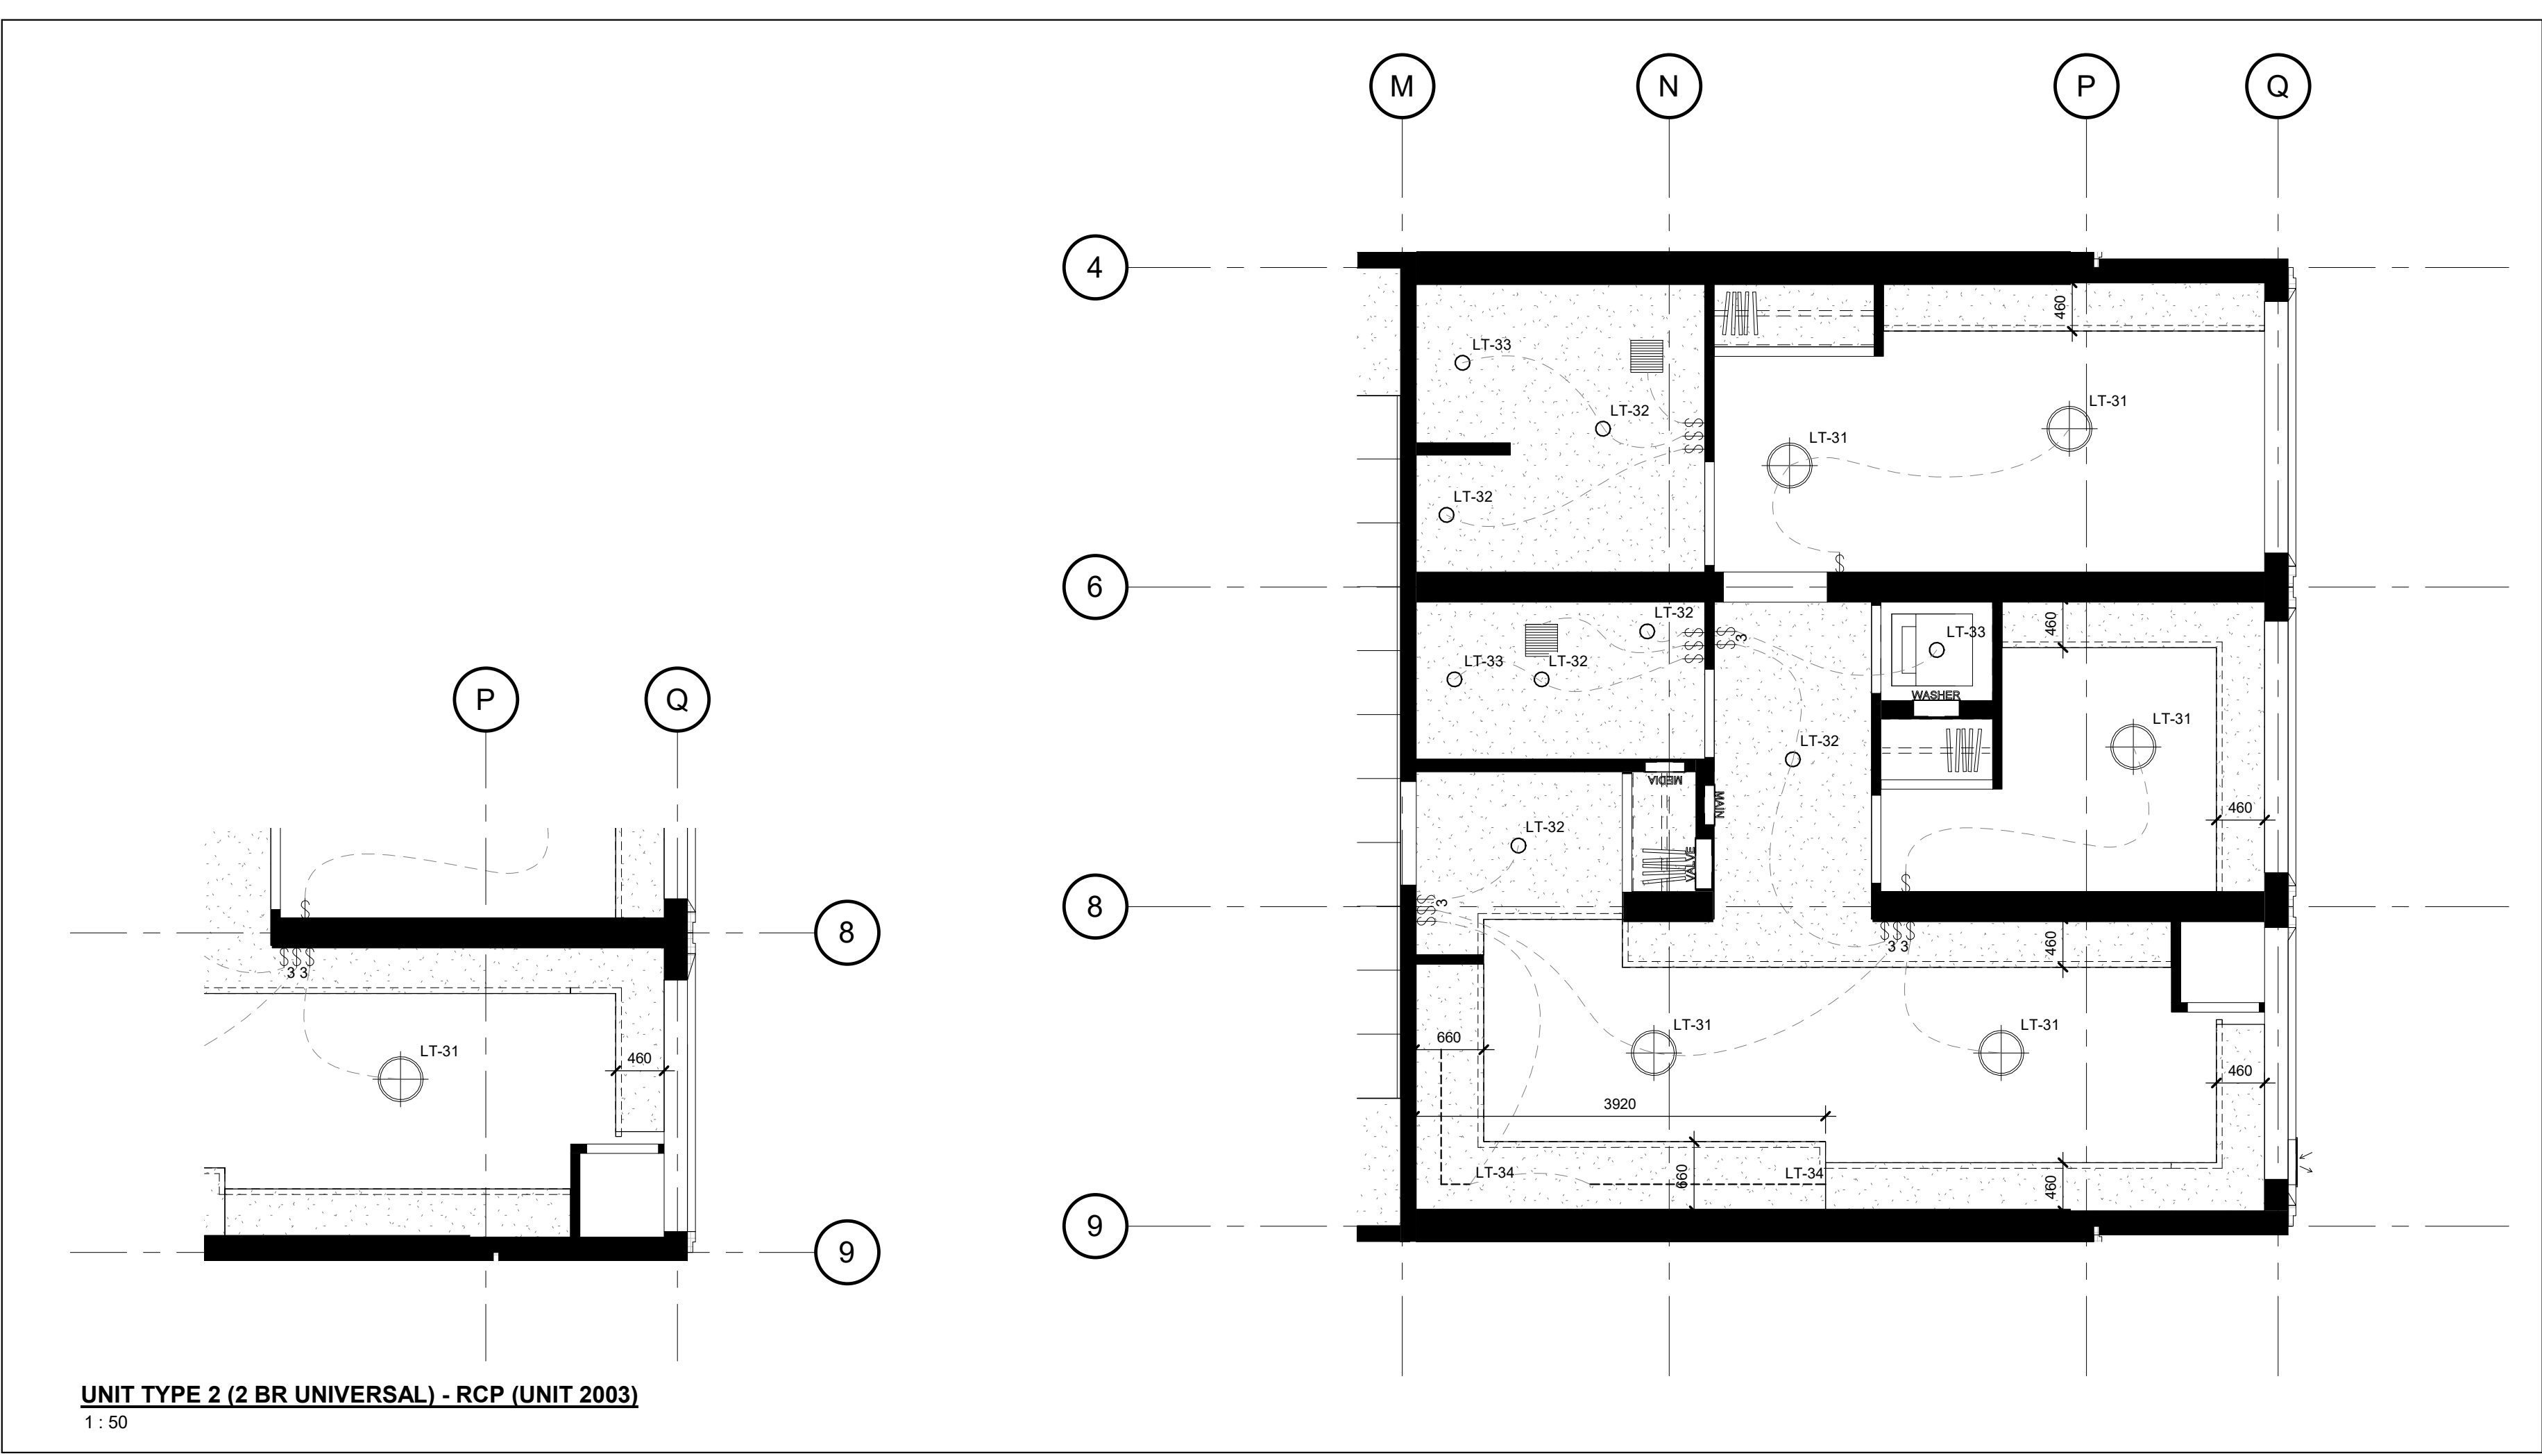 M N P Q
4
460
LT-33
LT-31
LT-32
LT-31
LT-32
6
LT-32
3
460
LT-33
LT-33 LT-32
P Q
WASHER
LT-31
LT-32
MEDIA
MAIN
460
LT-32
VALVE
8
3
8
3 3
460
3 3
LT-31
LT-31
LT-31
660
460
460
3920
LT-34
LT-34
660
460
9
9
UNIT TYPE 2 (2 BR UNIVERSAL) - RCP (UNIT 2003)
1 : 50